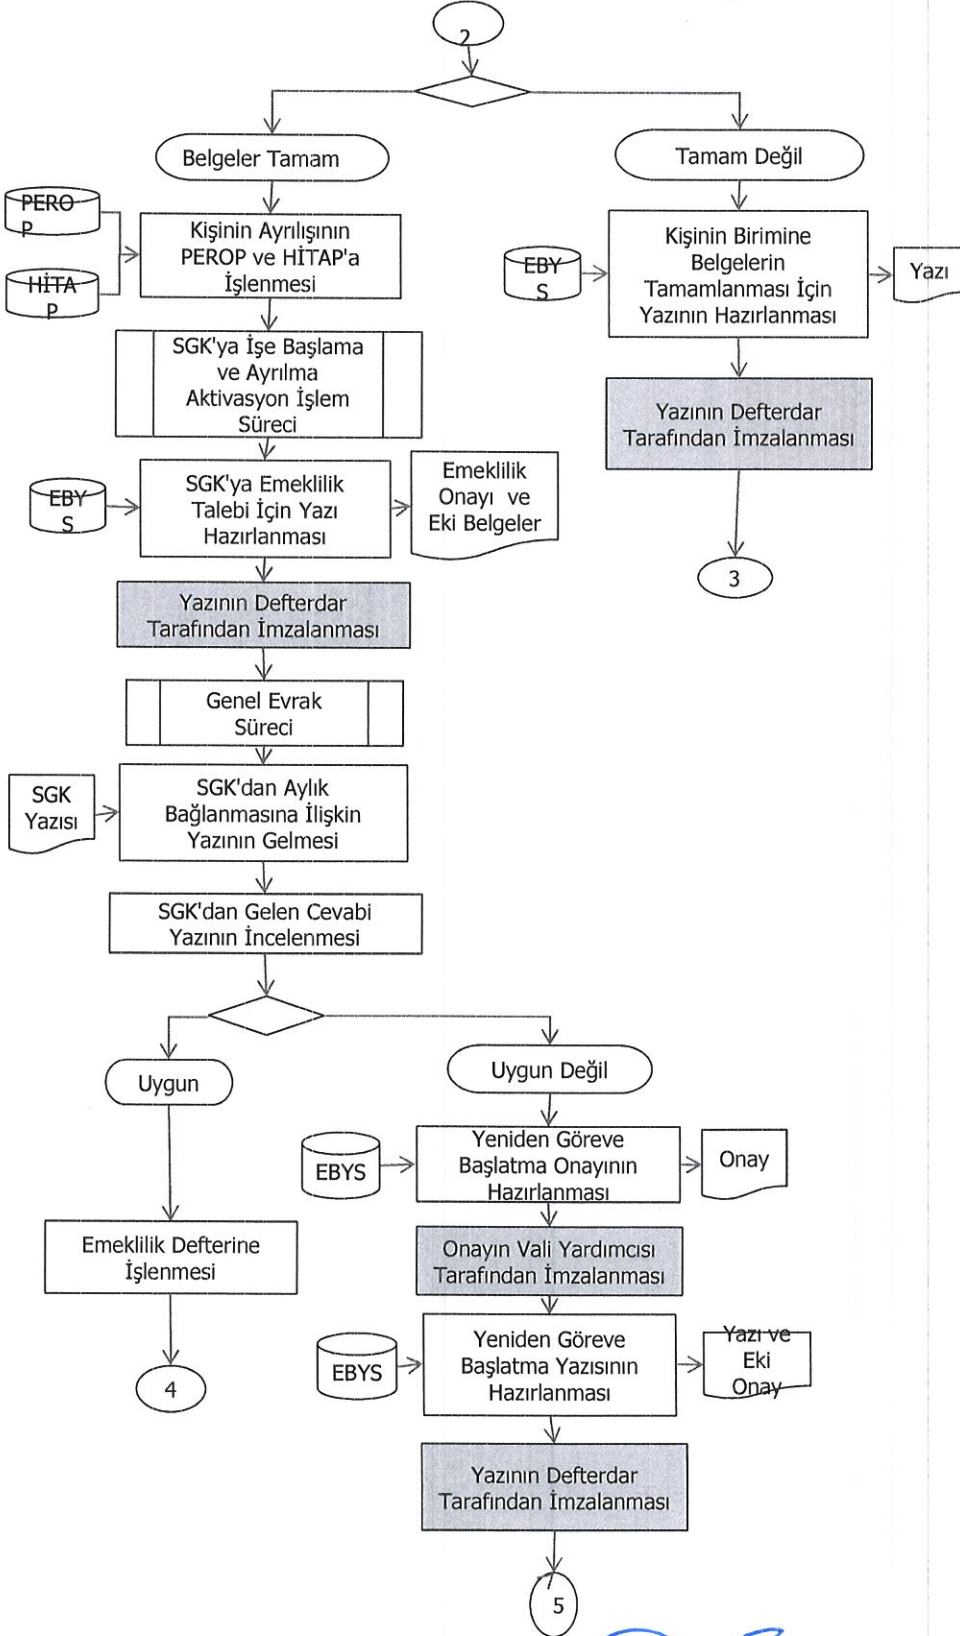 2
Belgeler Tamam
Tamam Değil
PERO
P
HİTA
P
Kişinin Ayrılışının
PEROP ve HİTAP'a
İşlenmesi
EBY
S
Kişinin Birimine
Belgelerin
Tamamlanması İçin
Yazının Hazırlanması
Yazı
SGK'ya İşe Başlama
ve Ayrılma
Aktivasyon İşlem
Süreci
Yazının Defterdar
Tarafından İmzalanması
EBY
S
SGK'ya Emeklilik
Talebi İçin Yazı
Hazırlanması
Emeklilik
Onayı ve
Eki Belgeler
3
Yazının Defterdar
Tarafından İmzalanması
Genel Evrak
Süreci
SGK
Yazısı
SGK'dan Aylık
Bağlanmasına İlişkin
Yazının Gelmesi
SGK'dan Gelen Cevabi
Yazının İncelenmesi
Uygun
Uygun Değil
EBYS
Yeniden Göreve
Başlatma Onayının
Hazırlanması
Onay
Emeklilik Defterine
İşlenmesi
Onayın Vali Yardımcısı
Tarafından İmzalanması
4
EBYS
Yeniden Göreve
Başlatma Yazısının
Hazırlanması
Yazı ve
Eki
Onay
Yazının Defterdar
Tarafından İmzalanması
5